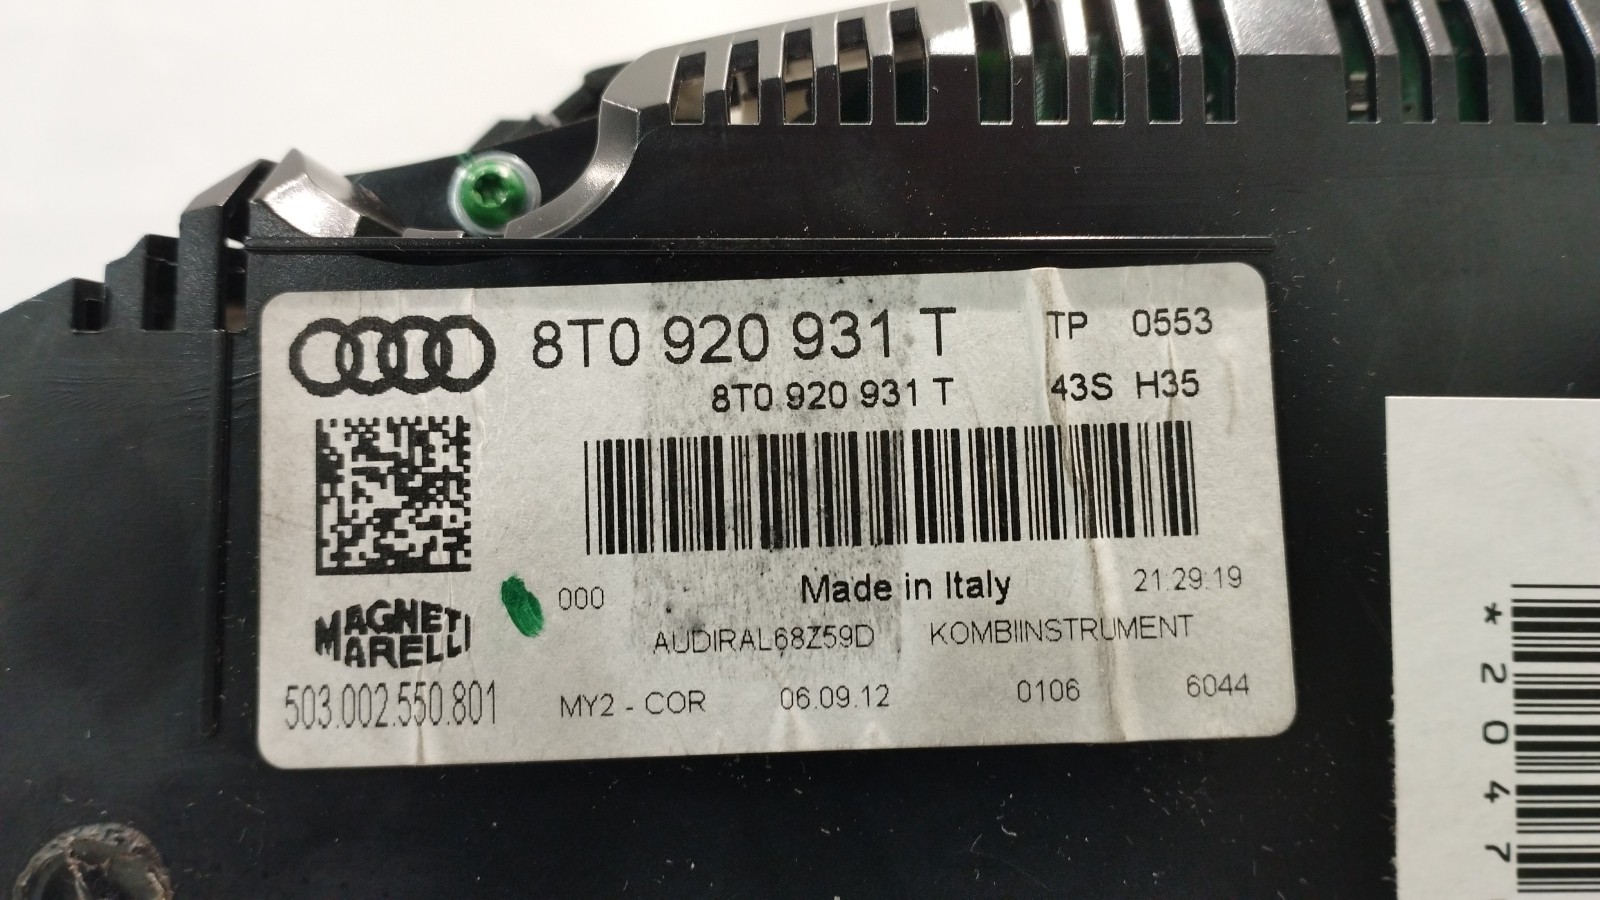 8T0 920 931 T TP 0553
8T0 920 931 T 43S H35
000 Made in Italy 21:29:19
MAGNETI
MARELLI
AUDIRAL68Z59D KOMBIINSTRUMENT
503.002.550.801 MY2 - COR 06.09.12 0106 6044
*2047